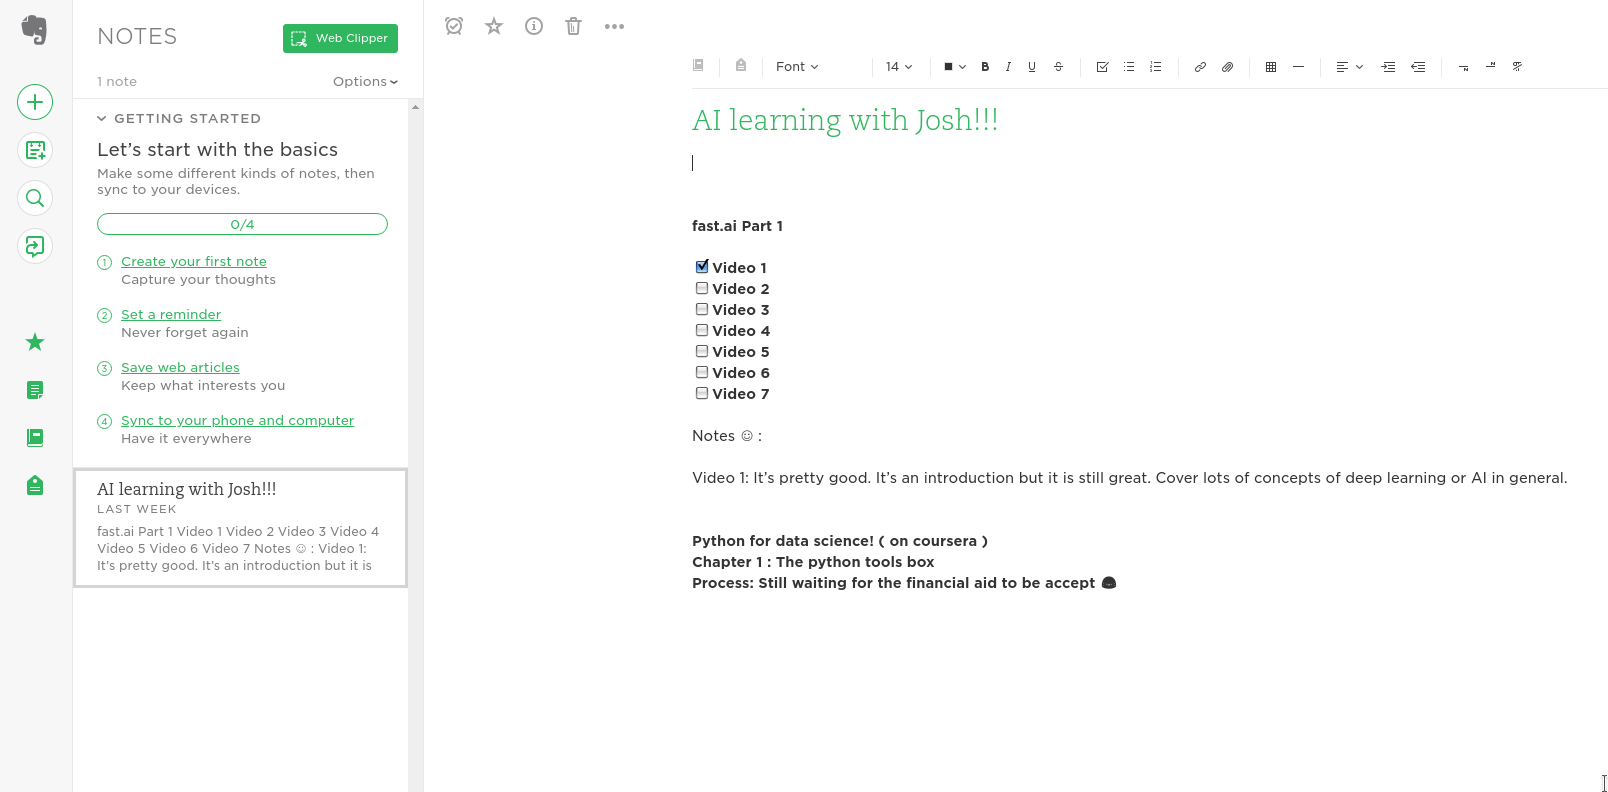 NOTES
Web Clipper
1 note
Options
GETTING STARTED
Let’s start with the basics
Make some different kinds of notes, then
sync to your devices.
0/4
1 Create your first note
Capture your thoughts
2 Set a reminder
Never forget again
3 Save web articles
Keep what interests you
4 Sync to your phone and computer
Have it everywhere
AI learning with Josh!!!
LAST WEEK
fast.ai Part 1 Video 1 Video 2 Video 3 Video 4
Video 5 Video 6 Video 7 Notes ☺ : Video 1:
It’s pretty good. It’s an introduction but it is
Font 14 B I U S
AI learning with Josh!!!
fast.ai Part 1
Video 1
Video 2
Video 3
Video 4
Video 5
Video 6
Video 7
Notes ☺ :
Video 1: It’s pretty good. It’s an introduction but it is still great. Cover lots of concepts of deep learning or AI in general.
Python for data science! ( on coursera )
Chapter 1 : The python tools box
Process: Still waiting for the financial aid to be accept